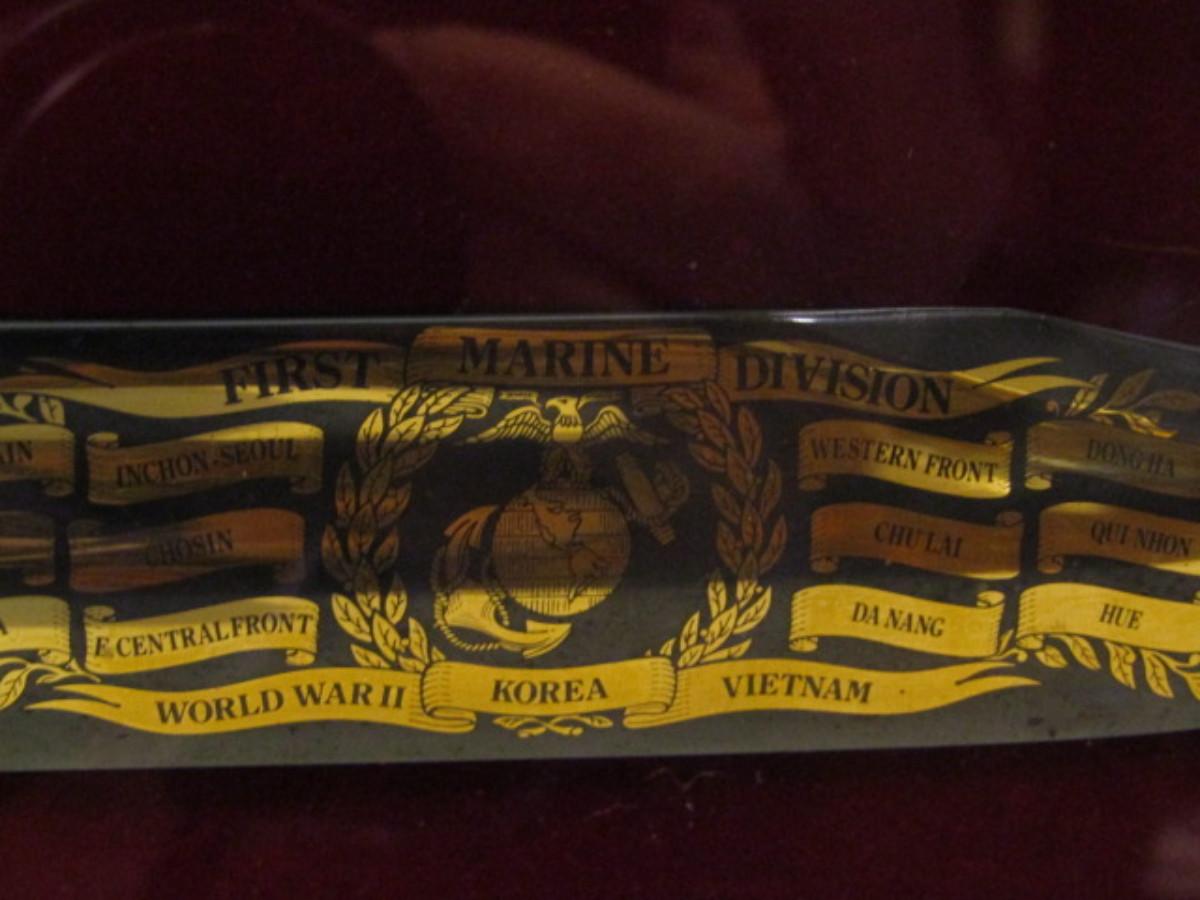 FIRST MARINE DIVISION
AIN
INCHON-SEOUL
WESTERN FRONT
DONG HA
CHOSIN
CHU LAI
QUI NHON
A
E. CENTRAL FRONT
DA NANG
HUE
WORLD WAR II
KOREA
VIETNAM